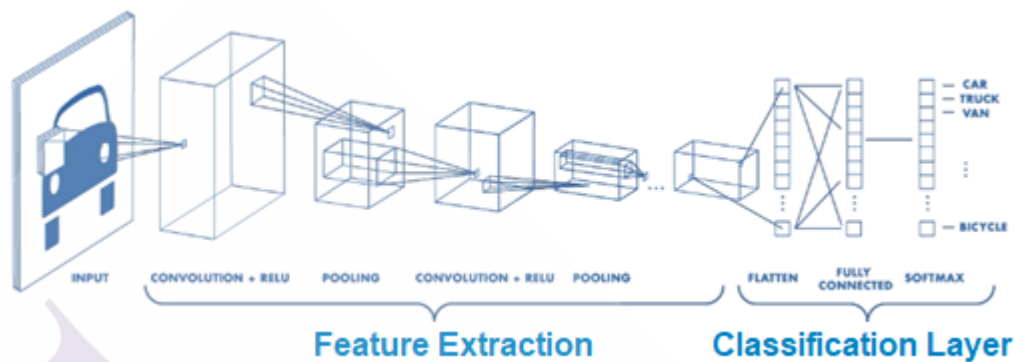 CAR
TRUCK
VAN
BICYCLE
INPUT
CONVOLUTION + RELU
POOLING
CONVOLUTION + RELU
POOLING
FLATTEN
FULLY
CONNECTED
SOFTMAX
Feature Extraction
Classification Layer